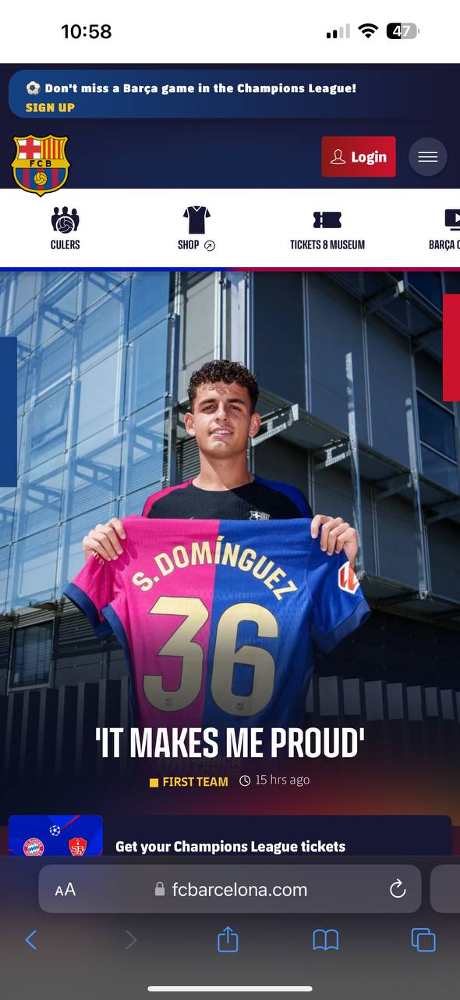 10:58
47
⚽ Don't miss a Barça game in the Champions League!
SIGN UP
FCB
Login
CULERS
SHOP
TICKETS & MUSEUM
BARÇA
S.DOMÍNGUEZ
36
'IT MAKES ME PROUD'
FIRST TEAM
15 hrs ago
Get your Champions League tickets
AA
fcbarcelona.com